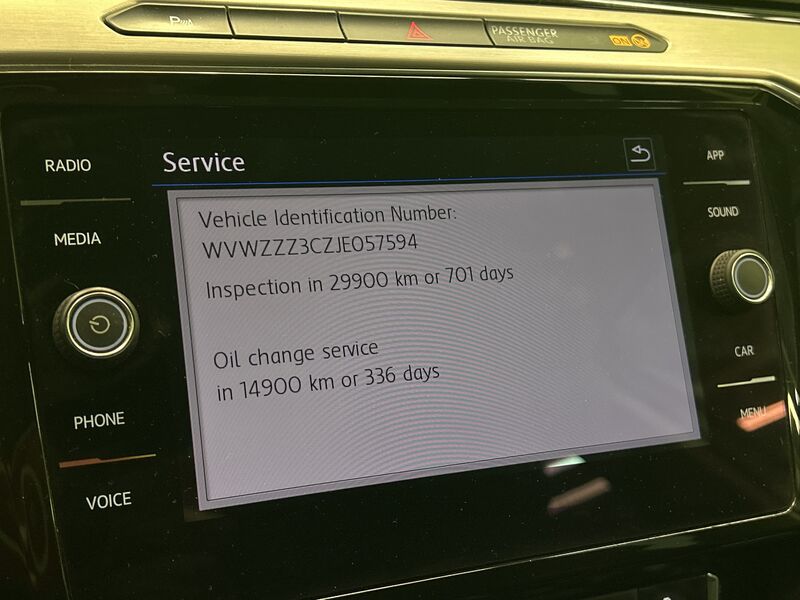 PASSENGER
AIR BAG
ON
RADIO
MEDIA
PHONE
VOICE
Service
Vehicle Identification Number:
WVWZZZ3CZJE057594
Inspection in 29900 km or 701 days
Oil change service
in 14900 km or 336 days
APP
SOUND
CAR
MENU